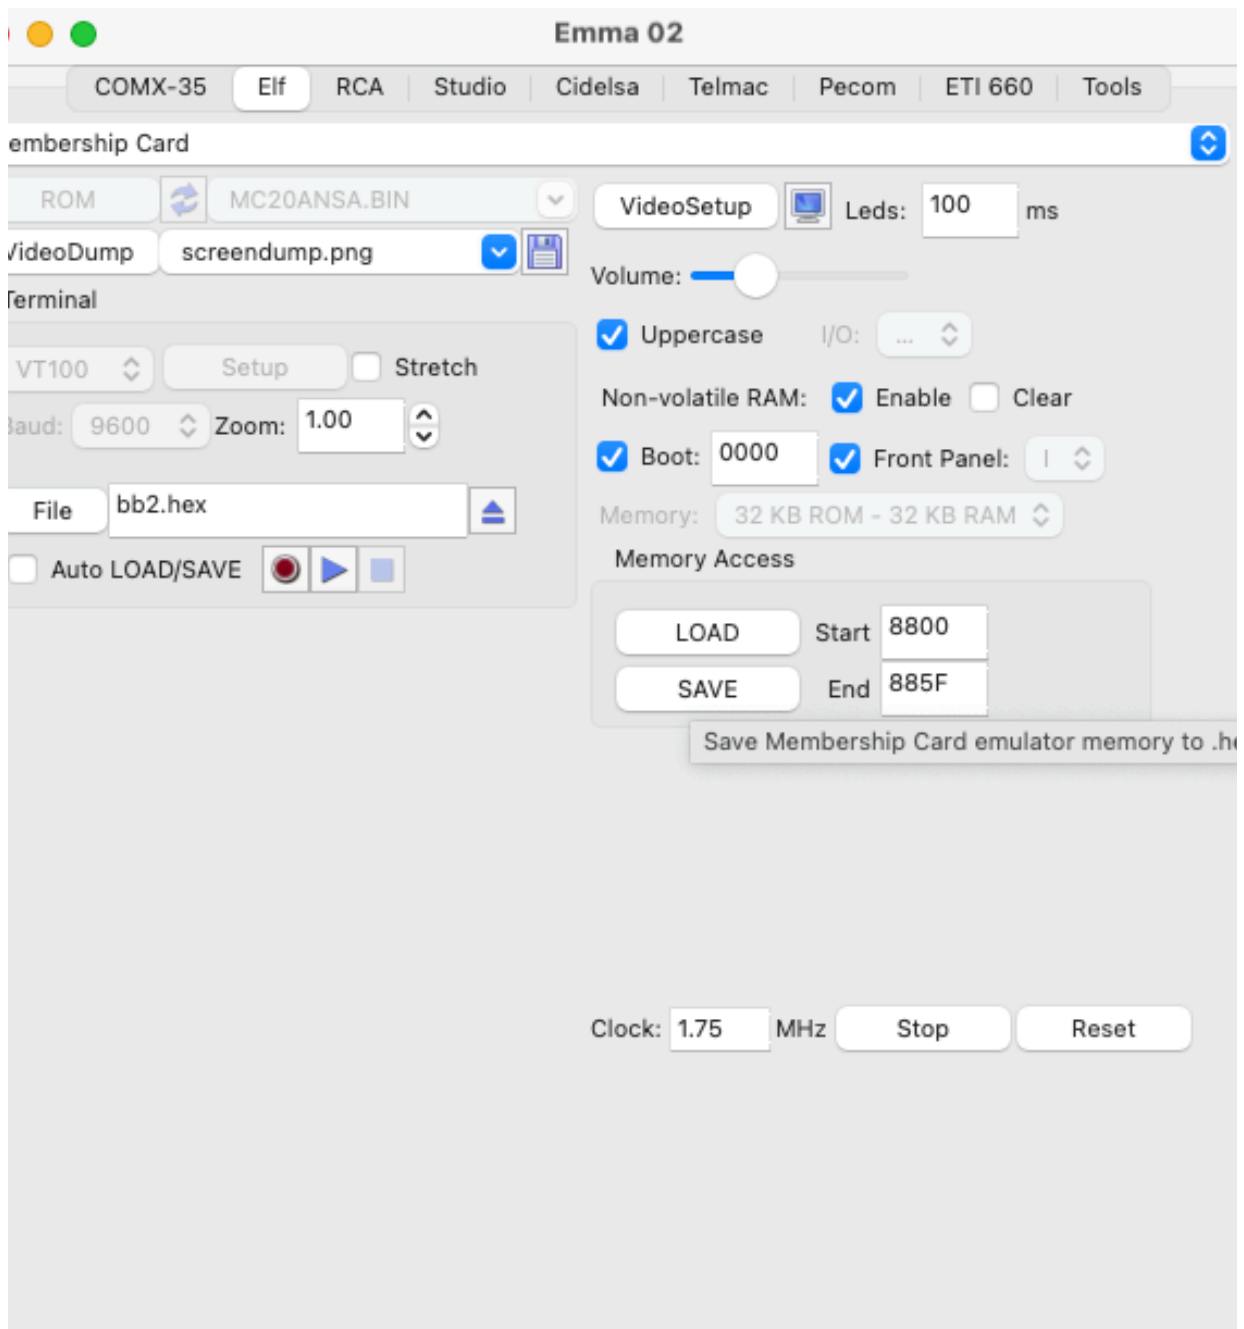 Emma 02
COMX-35 Elf RCA Studio Cidelsa Telmac Pecom ETI 660 Tools
embership Card
ROM MC20ANSA.BIN
VideoSetup Leds: 100 ms
VideoDump screendump.png
Volume:
Terminal
Uppercase I/O: ...
VT100 Setup Stretch
Non-volatile RAM: Enable Clear
Baud: 9600 Zoom: 1.00
Boot: 0000 Front Panel: I
File bb2.hex
Memory: 32 KB ROM - 32 KB RAM
Memory Access
Auto LOAD/SAVE
LOAD Start 8800
SAVE End 885F
Save Membership Card emulator memory to .he
Clock: 1.75 MHz Stop Reset